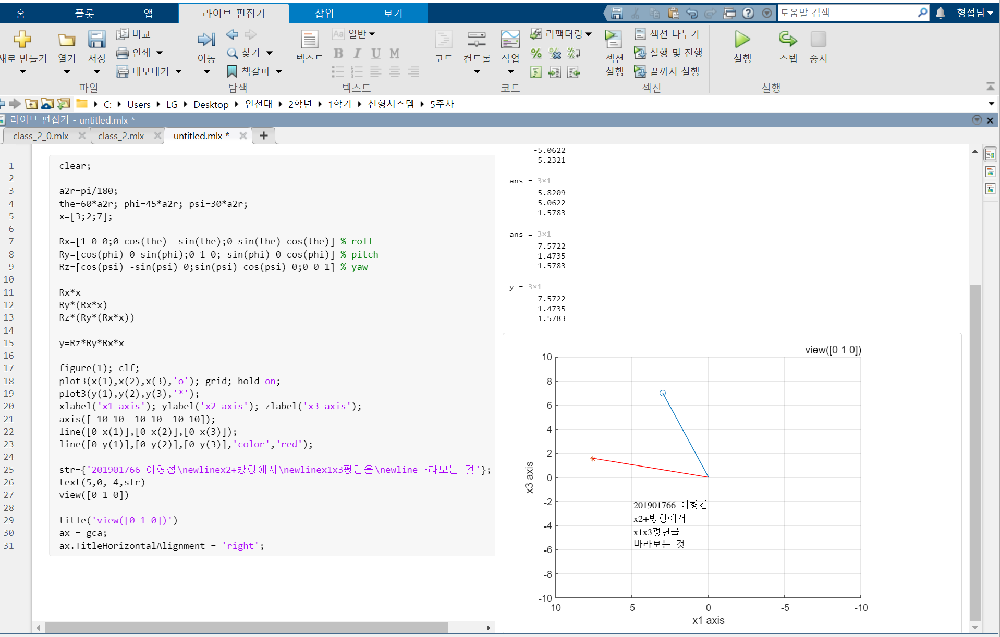 홈 플롯 앱 라이브 편집기 삽입 보기 도움말 검색 형섭님
새로 만들기 열기 저장 비교 인쇄 내보내기 파일
이동 찾기 책갈피 탐색
텍스트 Aa 일반 B I U M 텍스트
코드 컨트롤 작업 리팩터링 코드
섹션 실행 섹션 나누기 실행 및 진행 끝까지 실행 섹션
실행 스텝 중지 실행
C: Users LG Desktop 인천대 2학년 1학기 선형시스템 5주차
라이브 편집기 - untitled.mlx *
class_2_0.mlx class_2.mlx untitled.mlx * +
1 clear;
2
3 a2r=pi/180;
4 the=60*a2r; phi=45*a2r; psi=30*a2r;
5 x=[3;2;7];
6
7 Rx=[1 0 0;0 cos(the) -sin(the);0 sin(the) cos(the)] % roll
8 Ry=[cos(phi) 0 sin(phi);0 1 0;-sin(phi) 0 cos(phi)] % pitch
9 Rz=[cos(psi) -sin(psi) 0;sin(psi) cos(psi) 0;0 0 1] % yaw
10
11 Rx*x
12 Ry*(Rx*x)
13 Rz*(Ry*(Rx*x))
14
15 y=Rz*Ry*Rx*x
16
17 figure(1); clf;
18 plot3(x(1),x(2),x(3),'o'); grid; hold on;
19 plot3(y(1),y(2),y(3),'*');
20 xlabel('x1 axis'); ylabel('x2 axis'); zlabel('x3 axis');
21 axis([-10 10 -10 10 -10 10]);
22 line([0 x(1)],[0 x(2)],[0 x(3)]);
23 line([0 y(1)],[0 y(2)],[0 y(3)],'color','red');
24
25 str={'201901766 이형섭\newlinex2+방향에서\newlinex1x3평면을\newline바라보는 것'};
26 text(5,0,-4,str)
27 view([0 1 0])
28
29 title('view([0 1 0])')
30 ax = gca;
31 ax.TitleHorizontalAlignment = 'right';
-5.0622
5.2321
ans = 3×1
5.8209
-5.0622
1.5783
ans = 3×1
7.5722
-1.4735
1.5783
y = 3×1
7.5722
-1.4735
1.5783
view([0 1 0])
10
8
6
4
2
0
-2
-4
-6
-8
-10
x3 axis
201901766 이형섭
x2+방향에서
x1x3평면을
바라보는 것
10 5 0 -5 -10
x1 axis